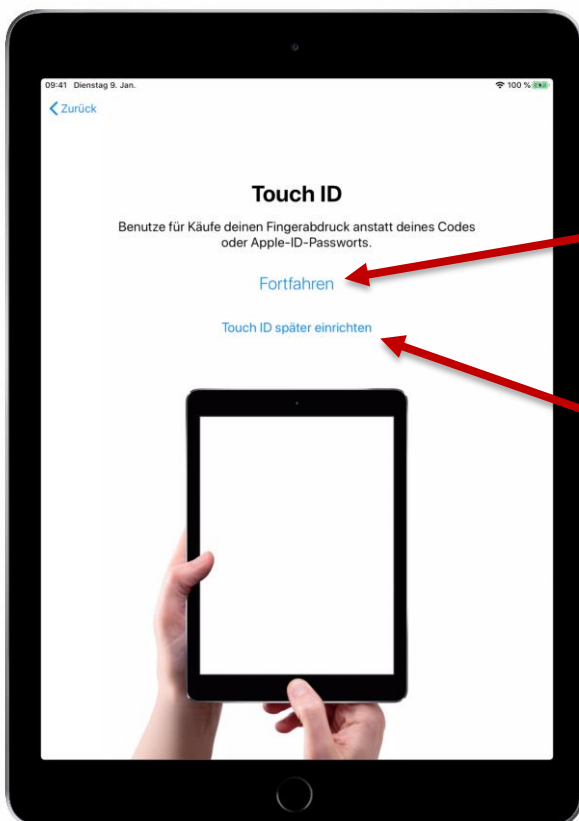 09:41 Dienstag 9. Jan.
100 %
Zurück
Touch ID
Benutze für Käufe deinen Fingerabdruck anstatt deines Codes
oder Apple-ID-Passworts.
Fortfahren
Touch ID später einrichten